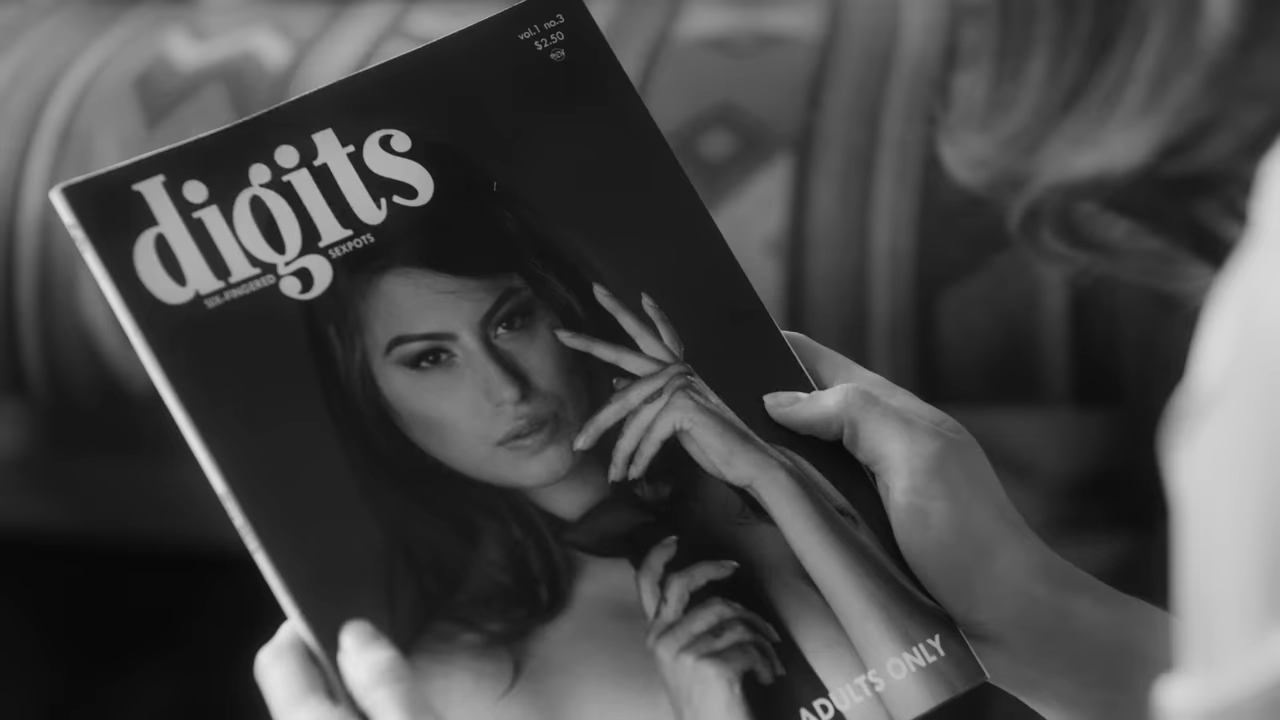 vol.1 no.3
$2.50
digits
SIX-FINGERED SEXPOTS
ADULTS ONLY